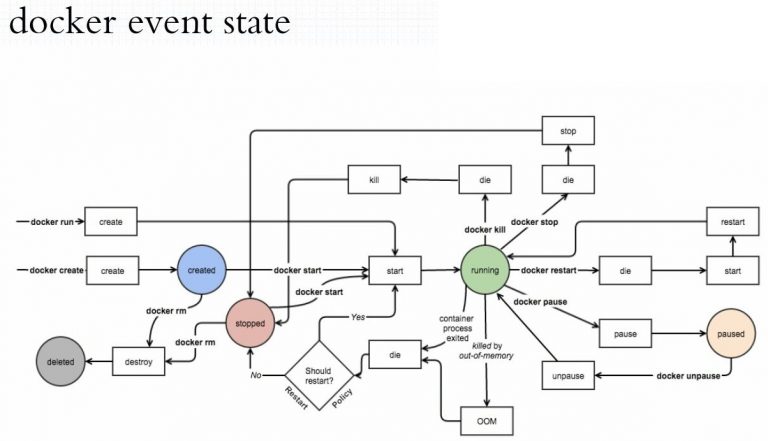 docker event state
stop
kill
die
die
docker run
create
docker kill
docker stop
restart
docker create
create
created
docker start
start
running
docker restart
die
start
docker start
docker pause
docker rm
stopped
Yes
container
process
exited
pause
paused
docker rm
killed by
out-of-memory
deleted
destroy
die
unpause
docker unpause
No
Should
restart?
Restart
Policy
OOM